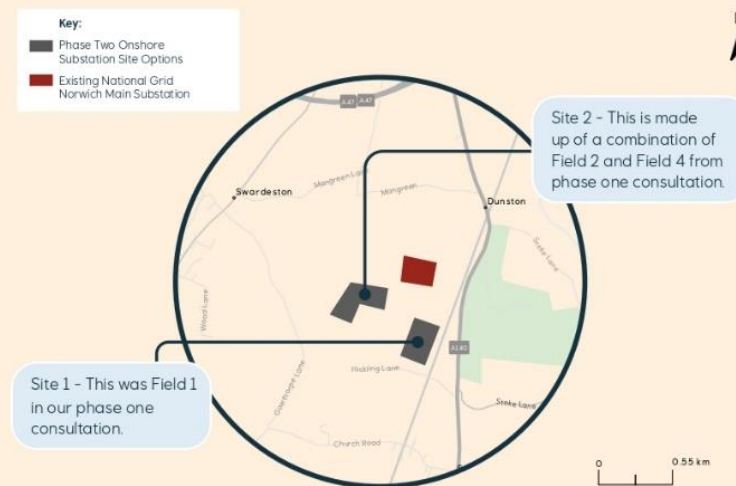 Key:
Phase Two Onshore
Substation Site Options
Existing National Grid
Norwich Main Substation
A47 A47
Site 2 - This is made
up of a combination of
Field 2 and Field 4 from
phase one consultation.
Mangreen Lane
Mangreen
Swardeston
Dunston
Stoke Lane
Wood Lane
A140
Hickling Lane
Gowthorpe Lane
Stoke Lane
Site 1 - This was Field 1
in our phase one
consultation.
Church Road
0 0.55 km